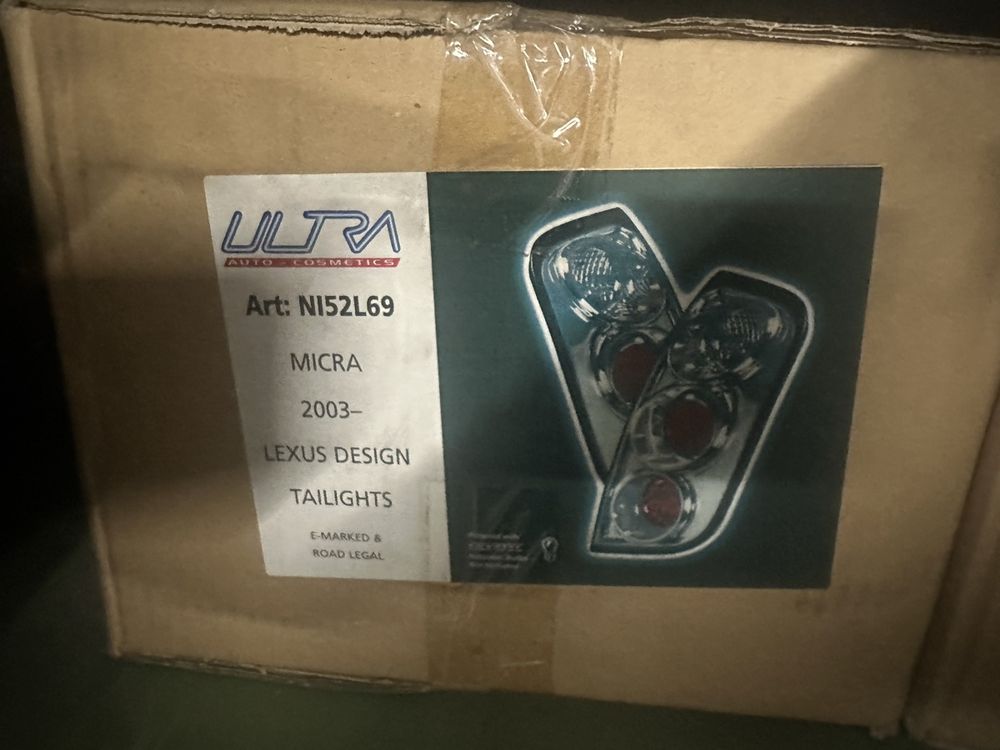 ULTRA
AUTO - COSMETICS
Art: NI52L69
MICRA
2003–
LEXUS DESIGN
TAILIGHTS
E-MARKED &
ROAD LEGAL